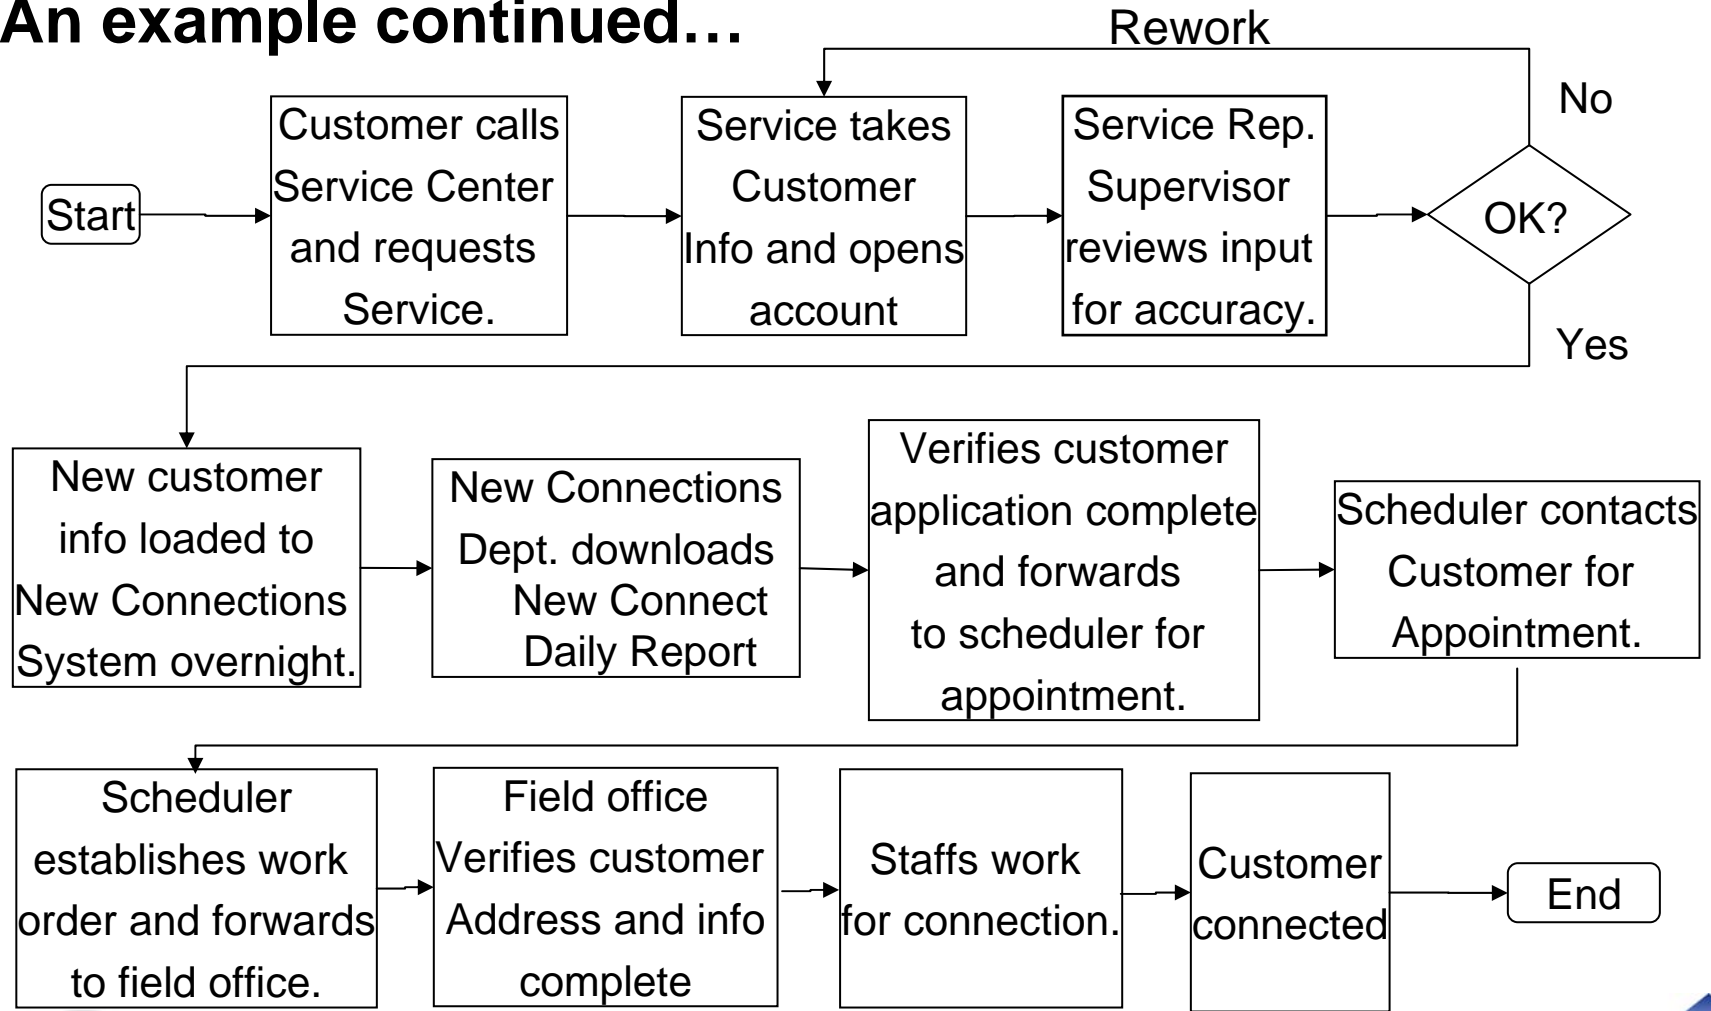 An example continued…
Rework
No
Start
Customer calls
Service Center
and requests
Service.
Service takes
Customer
Info and opens
account
Service Rep.
Supervisor
reviews input
for accuracy.
OK?
Yes
New customer
info loaded to
New Connections
System overnight.
New Connections
Dept. downloads
New Connect
Daily Report
Verifies customer
application complete
and forwards
to scheduler for
appointment.
Scheduler contacts
Customer for
Appointment.
Scheduler
establishes work
order and forwards
to field office.
Field office
Verifies customer
Address and info
complete
Staffs work
for connection.
Customer
connected
End